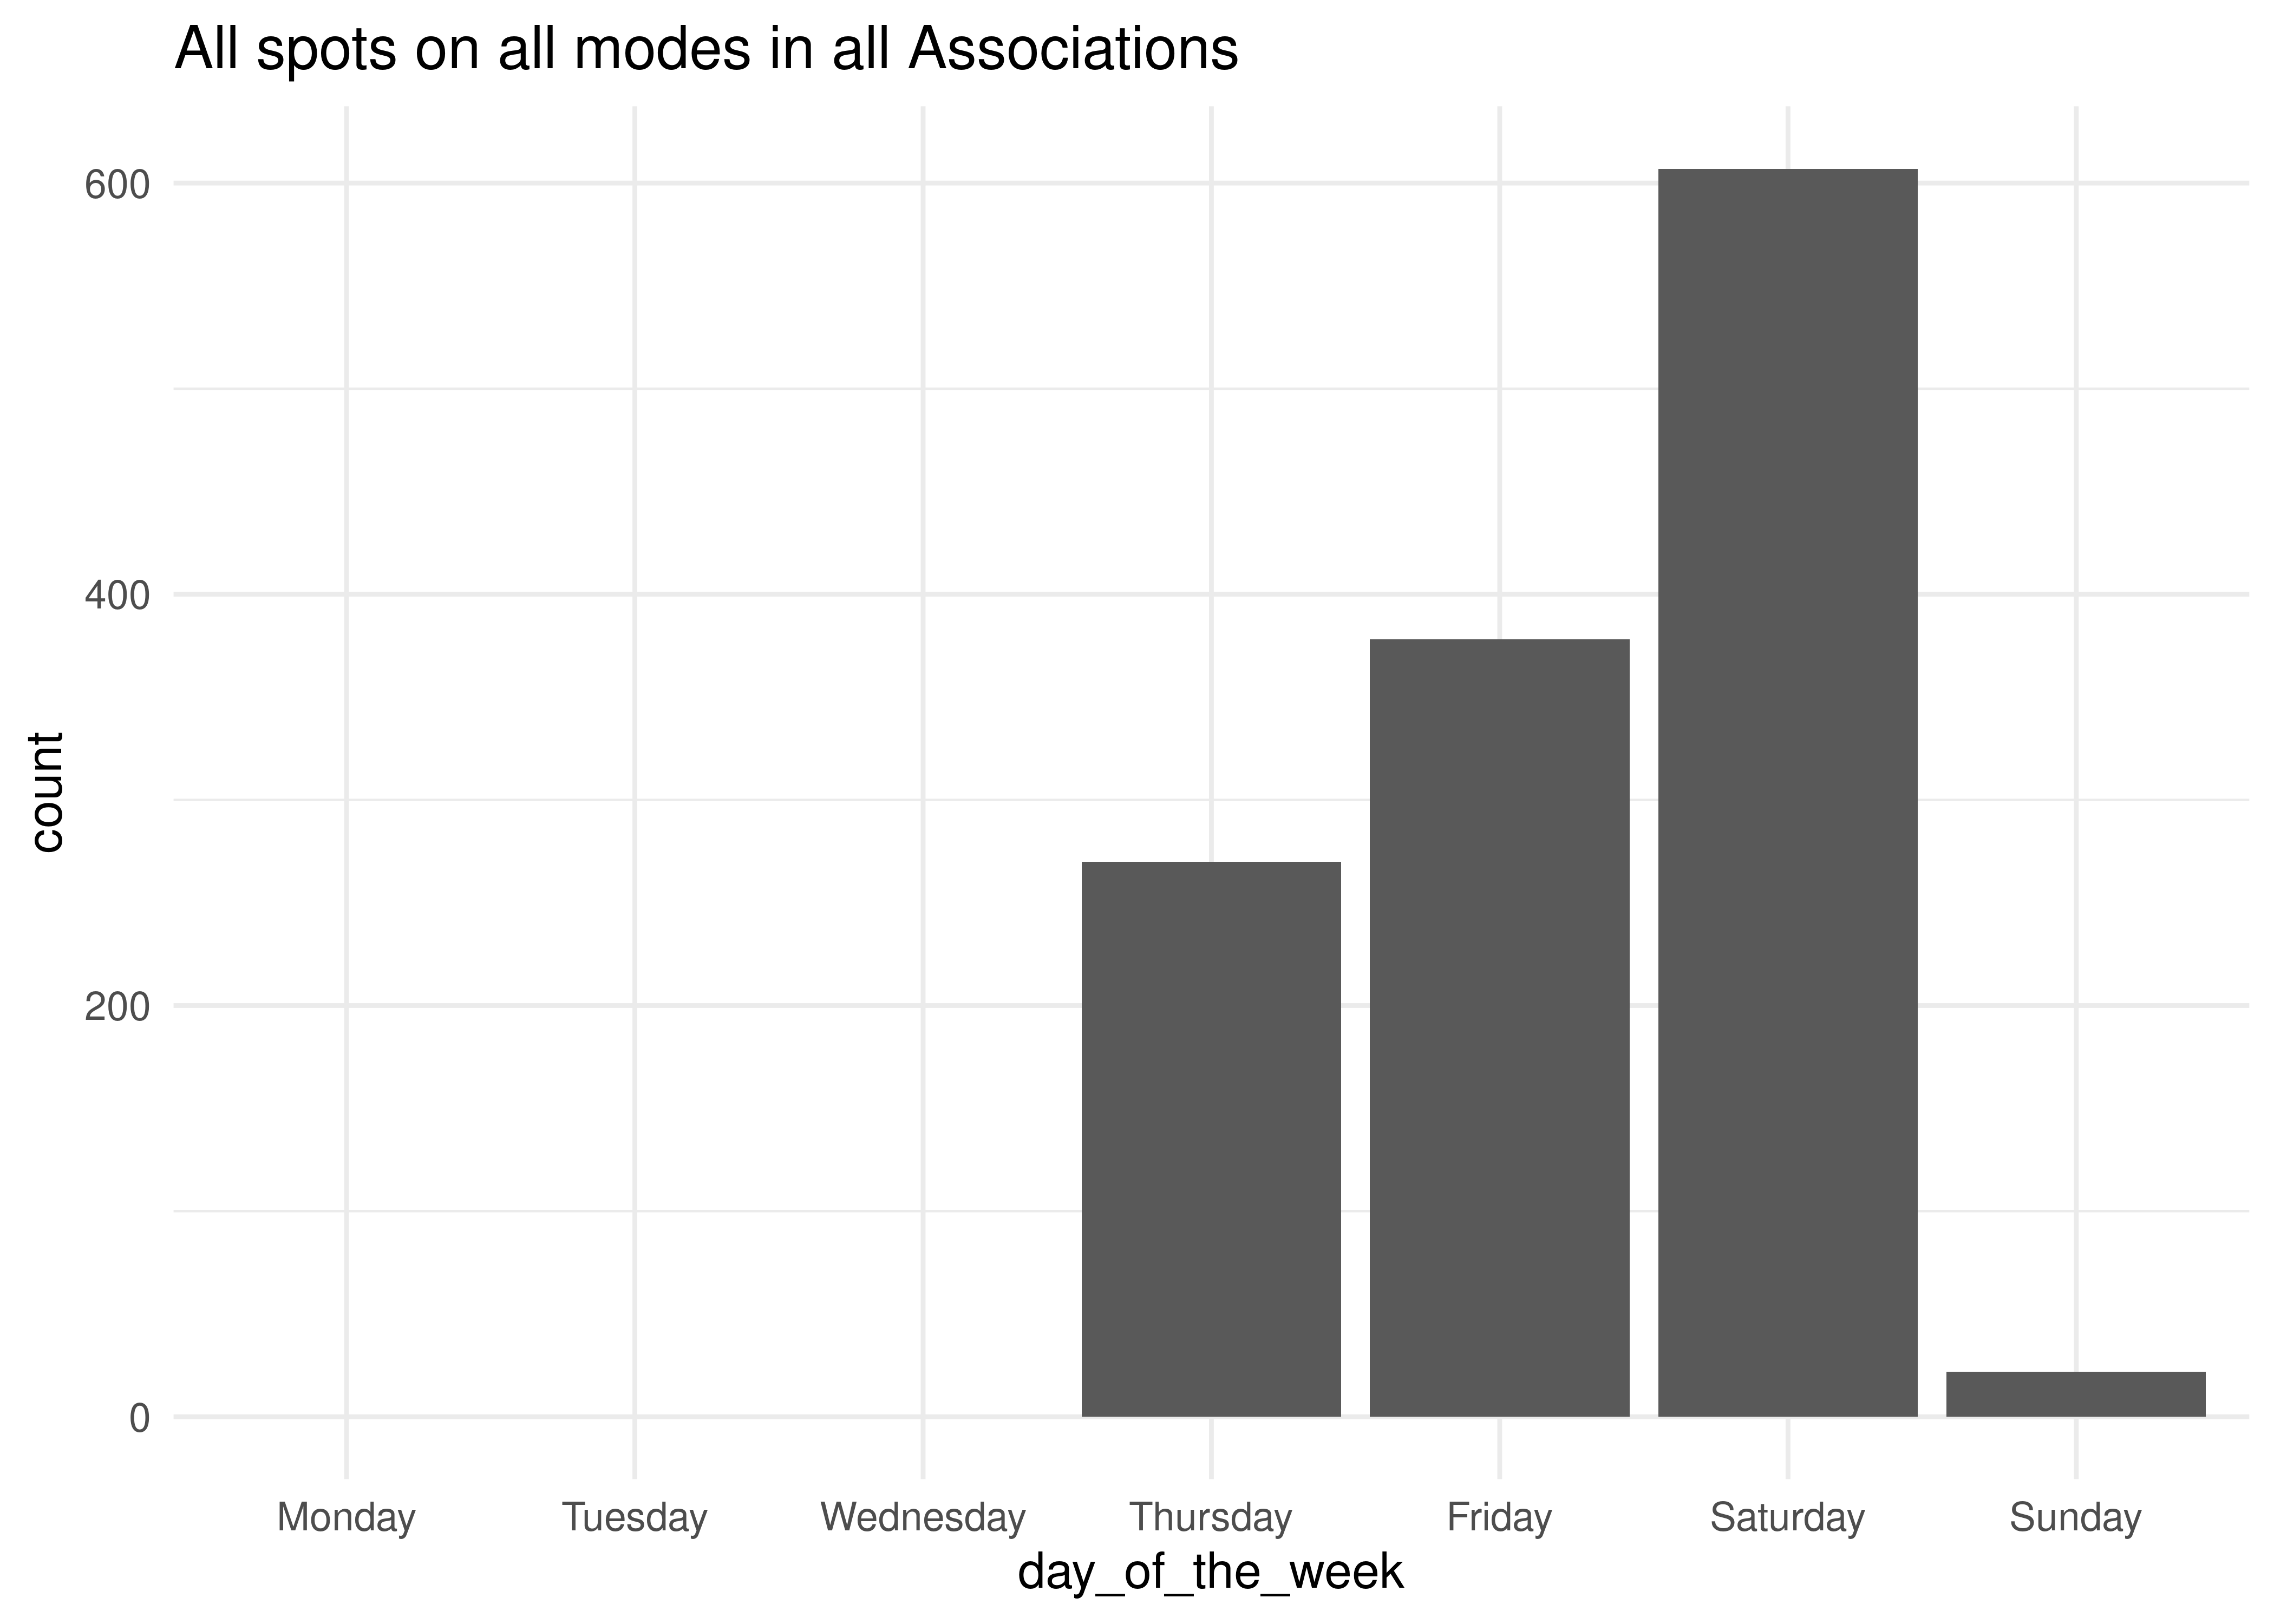 All spots on all modes in all Associations
600
400
200
0
count
Monday Tuesday Wednesday Thursday Friday Saturday Sunday
day_of_the_week